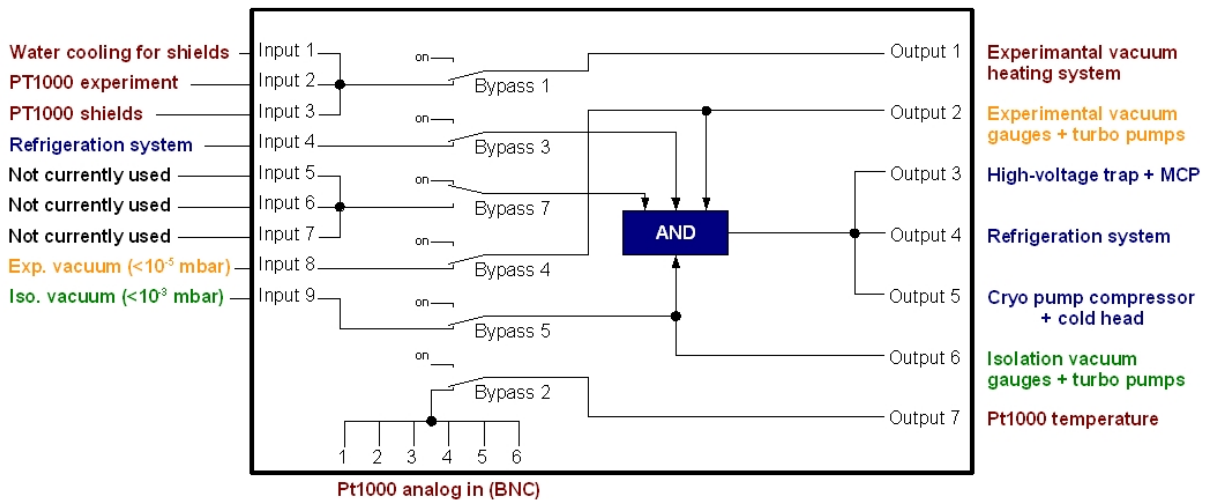 Water cooling for shields
PT1000 experiment
PT1000 shields
Refrigeration system
Not currently used
Not currently used
Not currently used
Exp. vacuum (<10⁻⁵ mbar)
Iso. vacuum (<10⁻³ mbar)
Input 1
Input 2
Input 3
Input 4
Input 5
Input 6
Input 7
Input 8
Input 9
on
Bypass 1
on
Bypass 3
on
Bypass 7
on
Bypass 4
on
Bypass 5
on
Bypass 2
AND
1 2 3 4 5 6
Pt1000 analog in (BNC)
Output 1
Output 2
Output 3
Output 4
Output 5
Output 6
Output 7
Experimantal vacuum
heating system
Experimental vacuum
gauges + turbo pumps
High-voltage trap + MCP
Refrigeration system
Cryo pump compressor
+ cold head
Isolation vacuum
gauges + turbo pumps
Pt1000 temperature